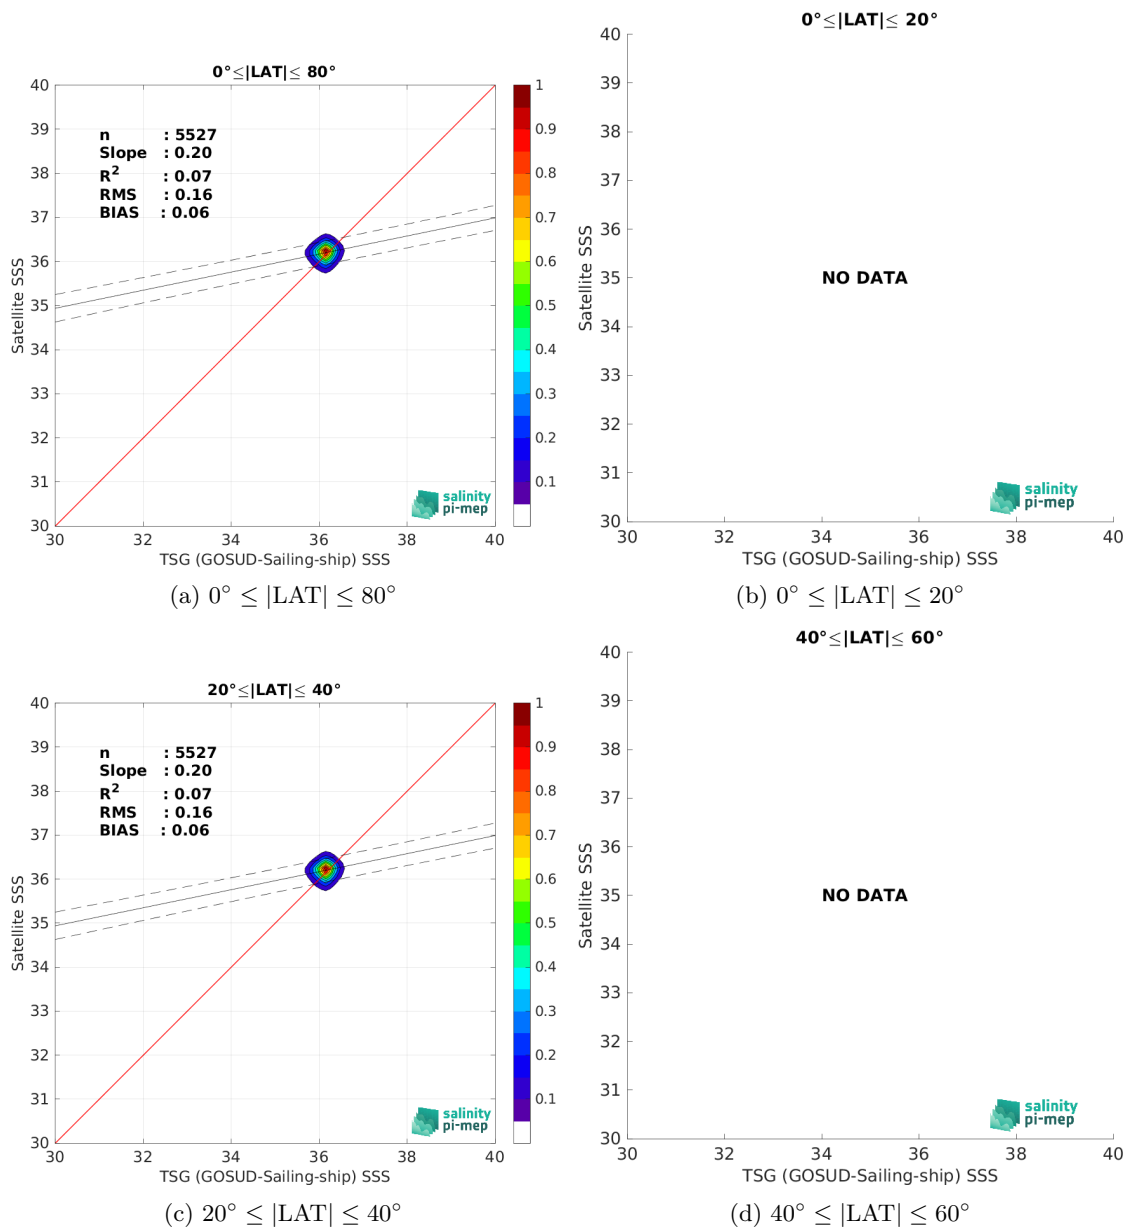 0°≤|LAT|≤ 80°
40
39
38
37
36
35
34
33
32
31
30
Satellite SSS
n : 5527
Slope : 0.20
R² : 0.07
RMS : 0.16
BIAS : 0.06
1
0.9
0.8
0.7
0.6
0.5
0.4
0.3
0.2
0.1
salinity
pi-mep
30 32 34 36 38 40
TSG (GOSUD-Sailing-ship) SSS
(a) 0° ≤ |LAT| ≤ 80°
0°≤|LAT|≤ 20°
40
39
38
37
36
35
34
33
32
31
30
Satellite SSS
NO DATA
salinity
pi-mep
30 32 34 36 38 40
TSG (GOSUD-Sailing-ship) SSS
(b) 0° ≤ |LAT| ≤ 20°
20°≤|LAT|≤ 40°
40
39
38
37
36
35
34
33
32
31
30
Satellite SSS
n : 5527
Slope : 0.20
R² : 0.07
RMS : 0.16
BIAS : 0.06
1
0.9
0.8
0.7
0.6
0.5
0.4
0.3
0.2
0.1
salinity
pi-mep
30 32 34 36 38 40
TSG (GOSUD-Sailing-ship) SSS
(c) 20° ≤ |LAT| ≤ 40°
40°≤|LAT|≤ 60°
40
39
38
37
36
35
34
33
32
31
30
Satellite SSS
NO DATA
salinity
pi-mep
30 32 34 36 38 40
TSG (GOSUD-Sailing-ship) SSS
(d) 40° ≤ |LAT| ≤ 60°